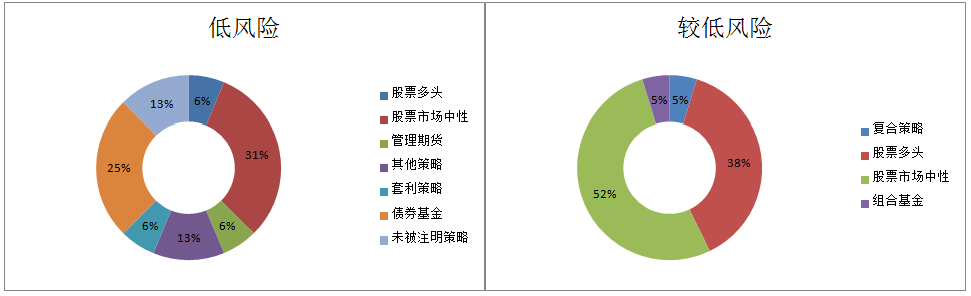 低风险
6%
31%
6%
13%
6%
25%
13%
股票多头
股票市场中性
管理期货
其他策略
套利策略
债券基金
未被注明策略
较低风险
5%
38%
52%
5%
复合策略
股票多头
股票市场中性
组合基金